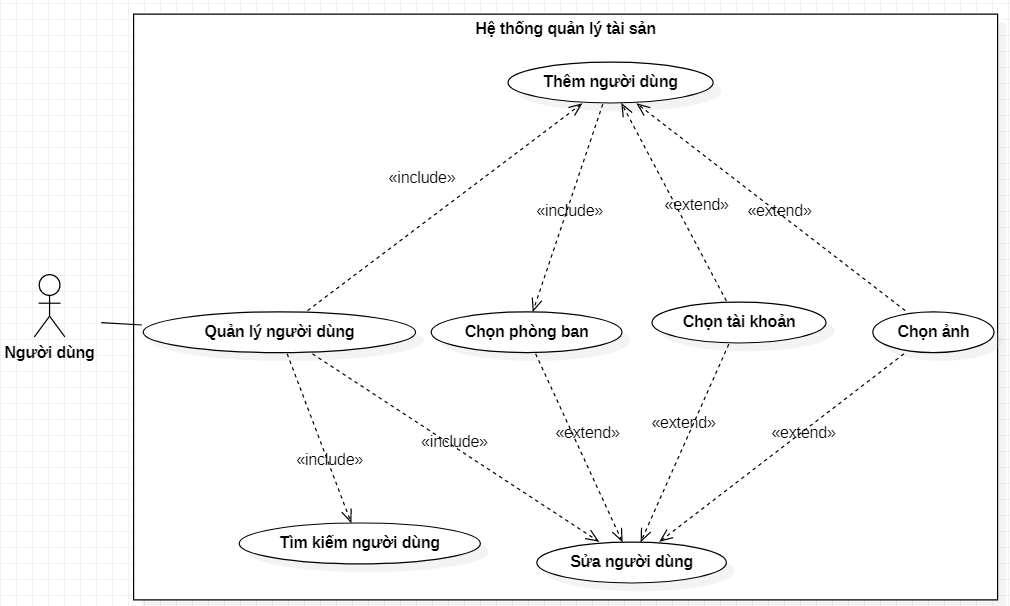 Hệ thống quản lý tài sản
Thêm người dùng
«include»
«include»
«extend»
«extend»
Người dùng
Quản lý người dùng
Chọn phòng ban
Chọn tài khoản
Chọn ảnh
«include»
«include»
«extend»
«extend»
«extend»
Tìm kiếm người dùng
Sửa người dùng